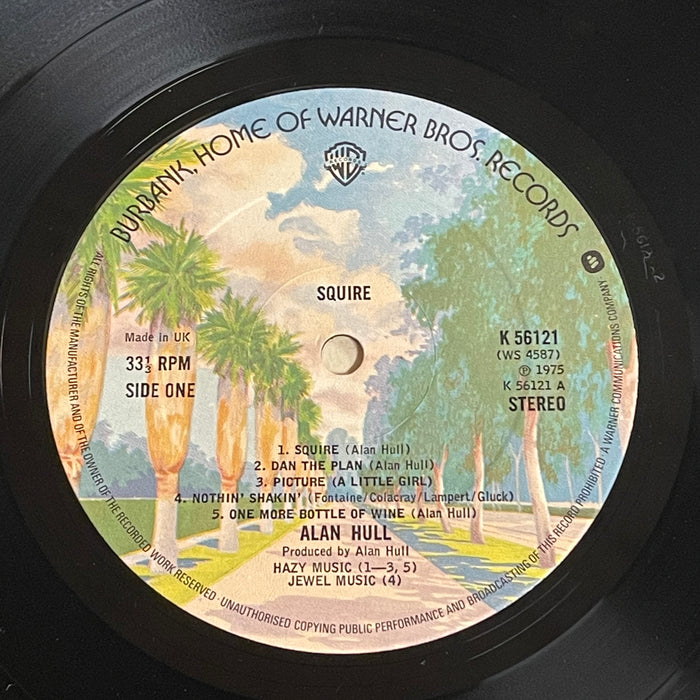 BURBANK, HOME OF WARNER BROS. RECORDS
W RECORDS
SQUIRE
Made in UK
33⅓ RPM
SIDE ONE
K 56121
(WS 4587)
℗ 1975
K 56121 A
STEREO
1. SQUIRE (Alan Hull)
2. DAN THE PLAN (Alan Hull)
3. PICTURE (A LITTLE GIRL)
4. NOTHIN' SHAKIN' (Fontaine/Colacray/Lampert/Gluck)
5. ONE MORE BOTTLE OF WINE (Alan Hull)
ALAN HULL
Produced by Alan Hull
HAZY MUSIC (1—3, 5)
JEWEL MUSIC (4)
ALL RIGHTS OF THE MANUFACTURER AND OF THE OWNER OF THE RECORDED WORK RESERVED · UNAUTHORISED COPYING PUBLIC PERFORMANCE AND BROADCASTING OF THIS RECORD PROHIBITED · A WARNER COMMUNICATIONS COMPANY